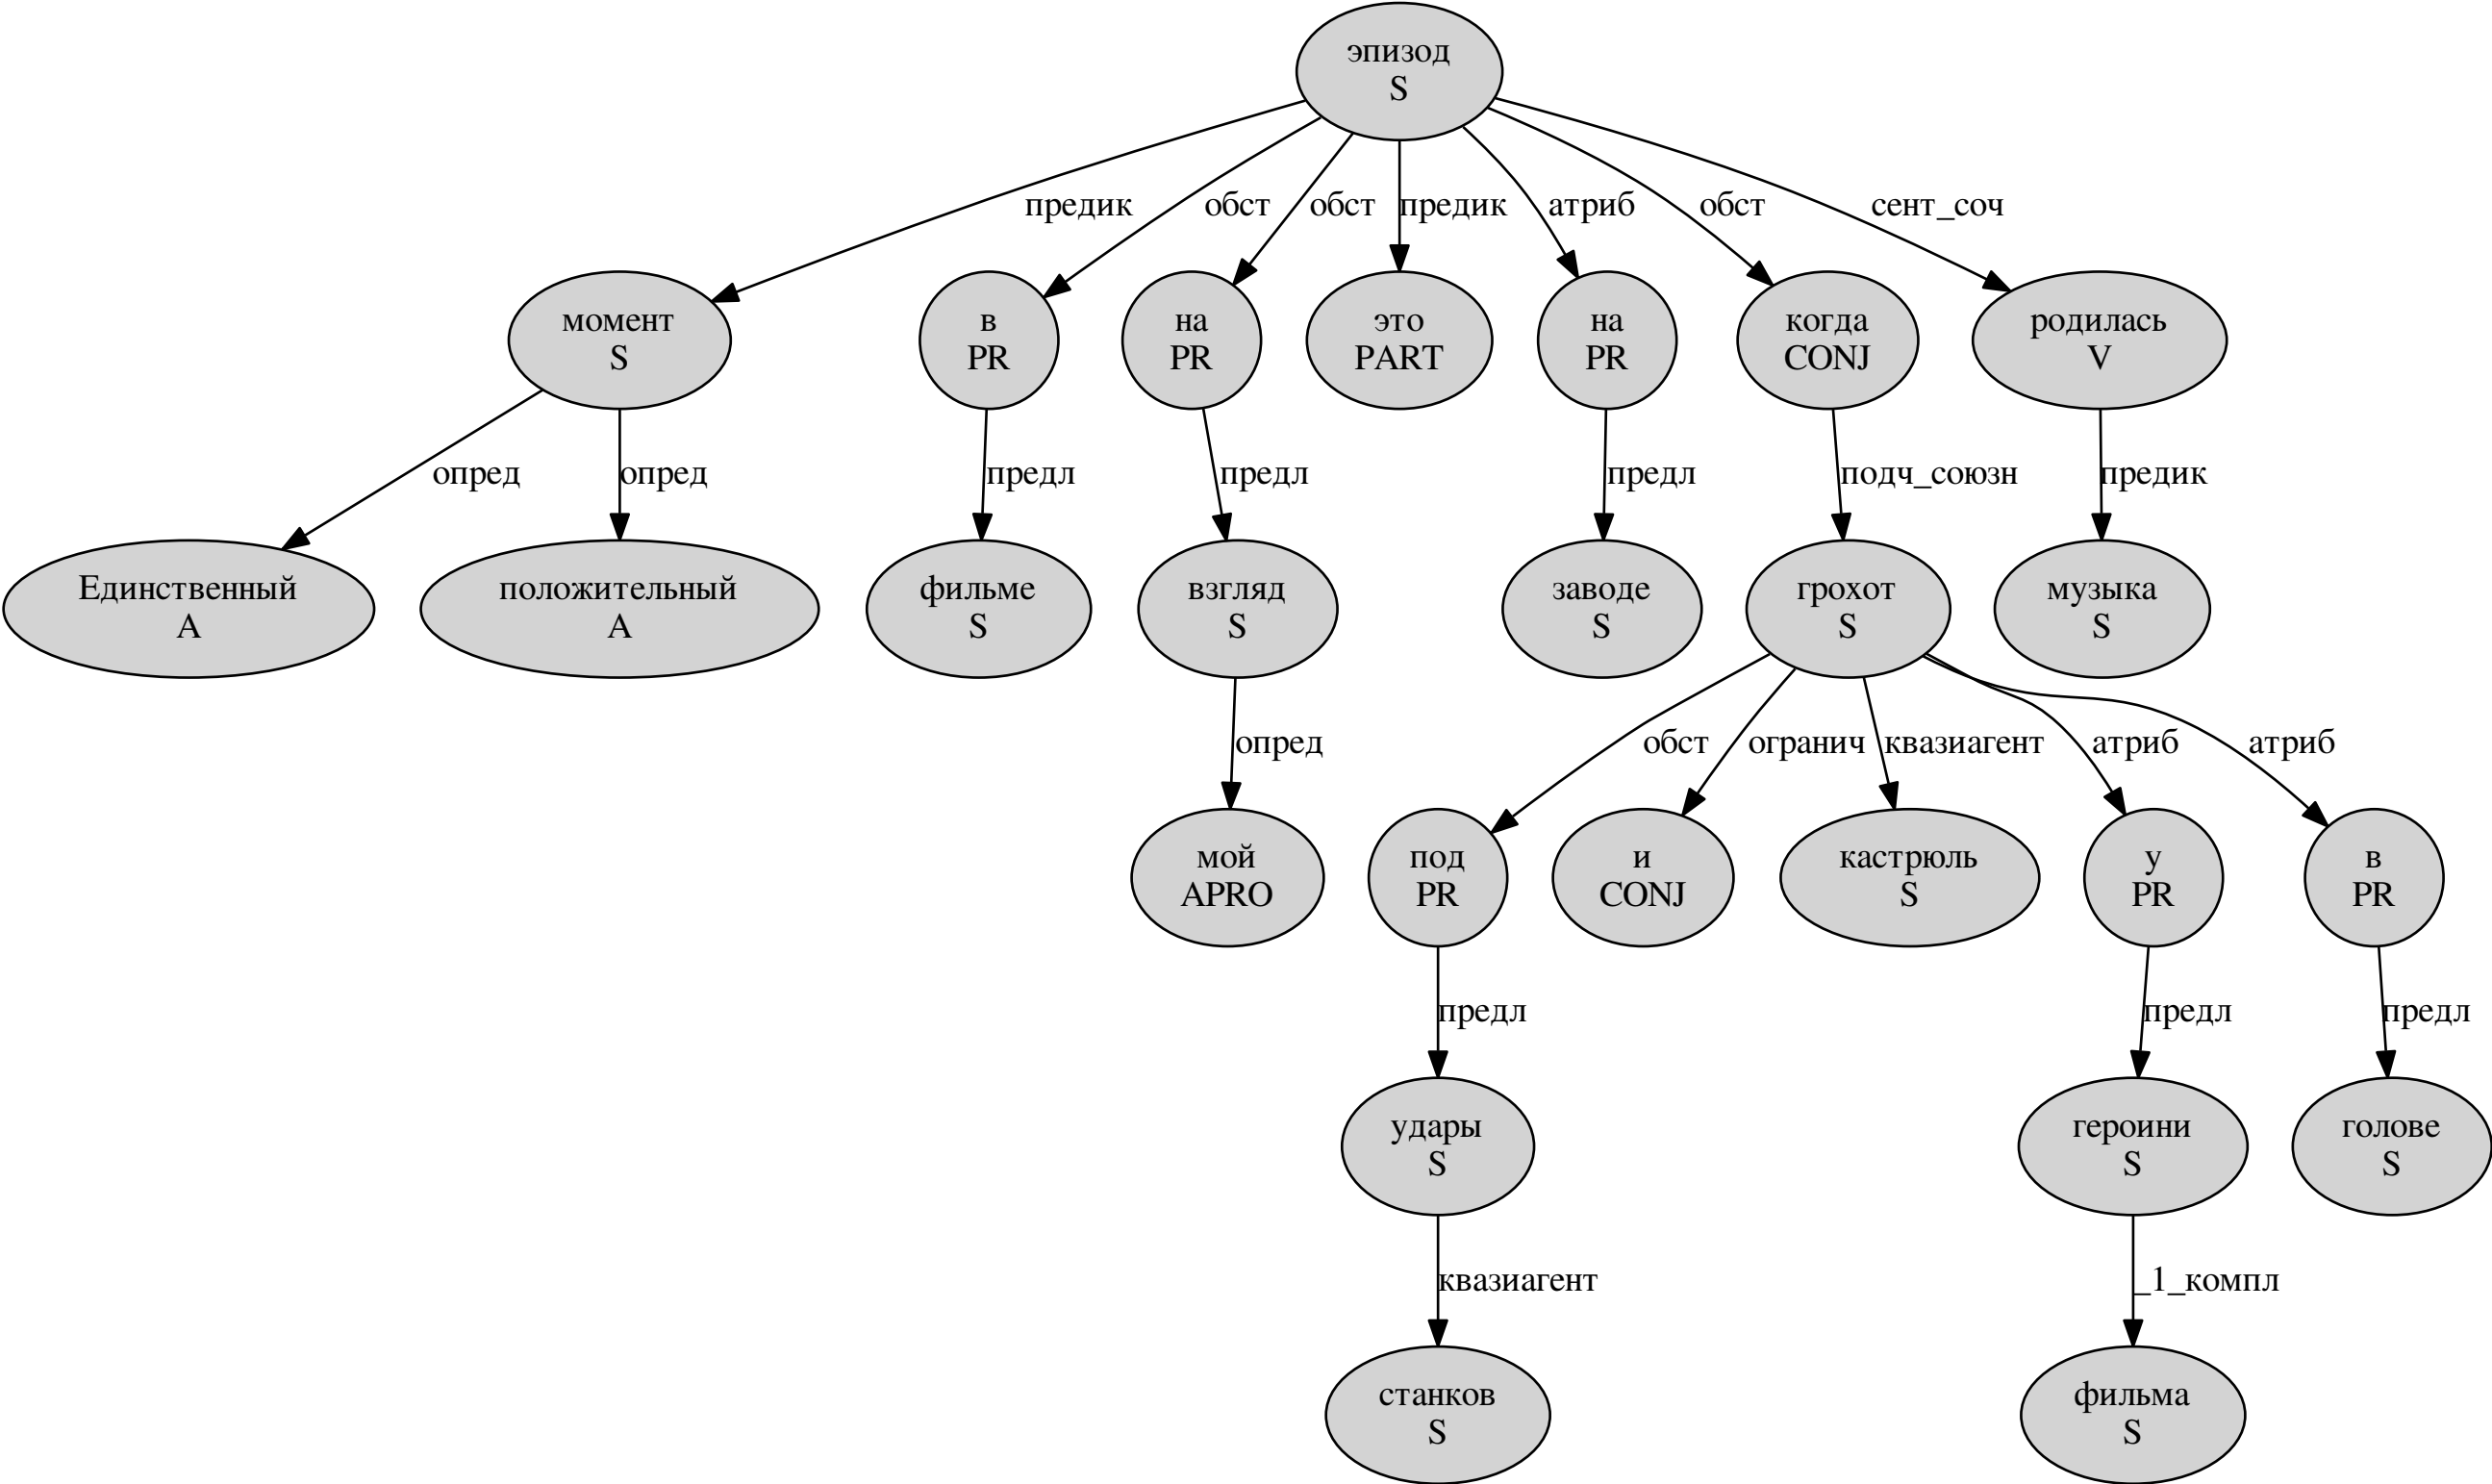 эпизод
S
предик
обст
обст
предик
атриб
обст
сент_соч
момент
S
в
PR
на
PR
это
PART
на
PR
когда
CONJ
родилась
V
опред
опред
предл
предл
предл
подч_союзн
предик
Единственный
A
положительный
A
фильме
S
взгляд
S
заводе
S
грохот
S
музыка
S
опред
обст
огранич
квазиагент
атриб
атриб
мой
APRO
под
PR
и
CONJ
кастрюль
S
у
PR
в
PR
предл
предл
предл
удары
S
героини
S
голове
S
квазиагент
_1_компл
станков
S
фильма
S